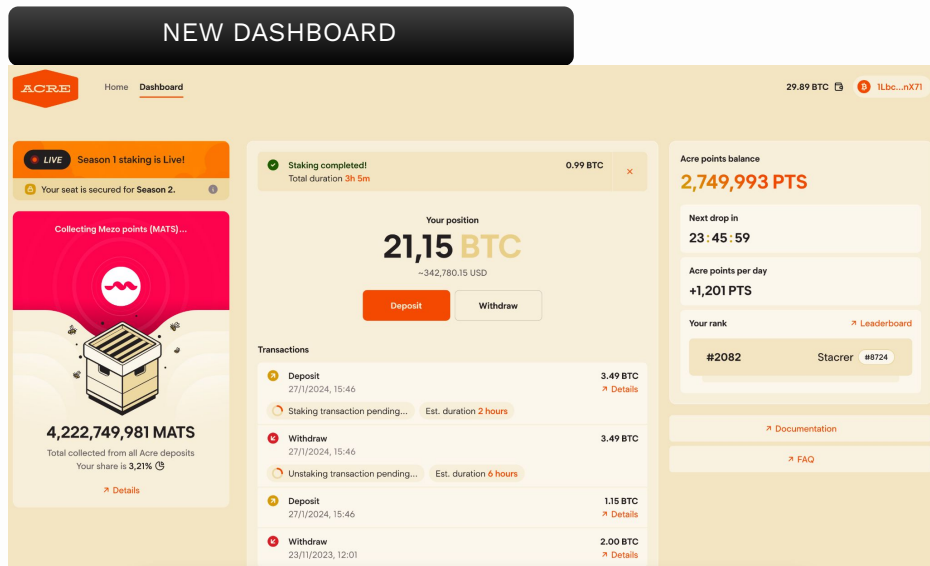 NEW DASHBOARD
ACRE
Home Dashboard
29.89 BTC
1Lbc...nX71
LIVE Season 1 staking is Live!
Your seat is secured for Season 2.
Collecting Mezo points (MATS)...
4,222,749,981 MATS
Total collected from all Acre deposits
Your share is 3,21%
Details
Staking completed! 0.99 BTC
Total duration 3h 5m
Your position
21,15 BTC
~342,780.15 USD
Deposit Withdraw
Transactions
Deposit 3.49 BTC
27/1/2024, 15:46 Details
Staking transaction pending... Est. duration 2 hours
Withdraw 3.49 BTC
27/1/2024, 15:46
Unstaking transaction pending... Est. duration 6 hours
Deposit 1.15 BTC
27/1/2024, 15:46 Details
Withdraw 2.00 BTC
23/11/2023, 12:01 Details
Acre points balance
2,749,993 PTS
Next drop in
23:45:59
Acre points per day
+1,201 PTS
Your rank Leaderboard
#2082 Stacrer #8724
Documentation
FAQ